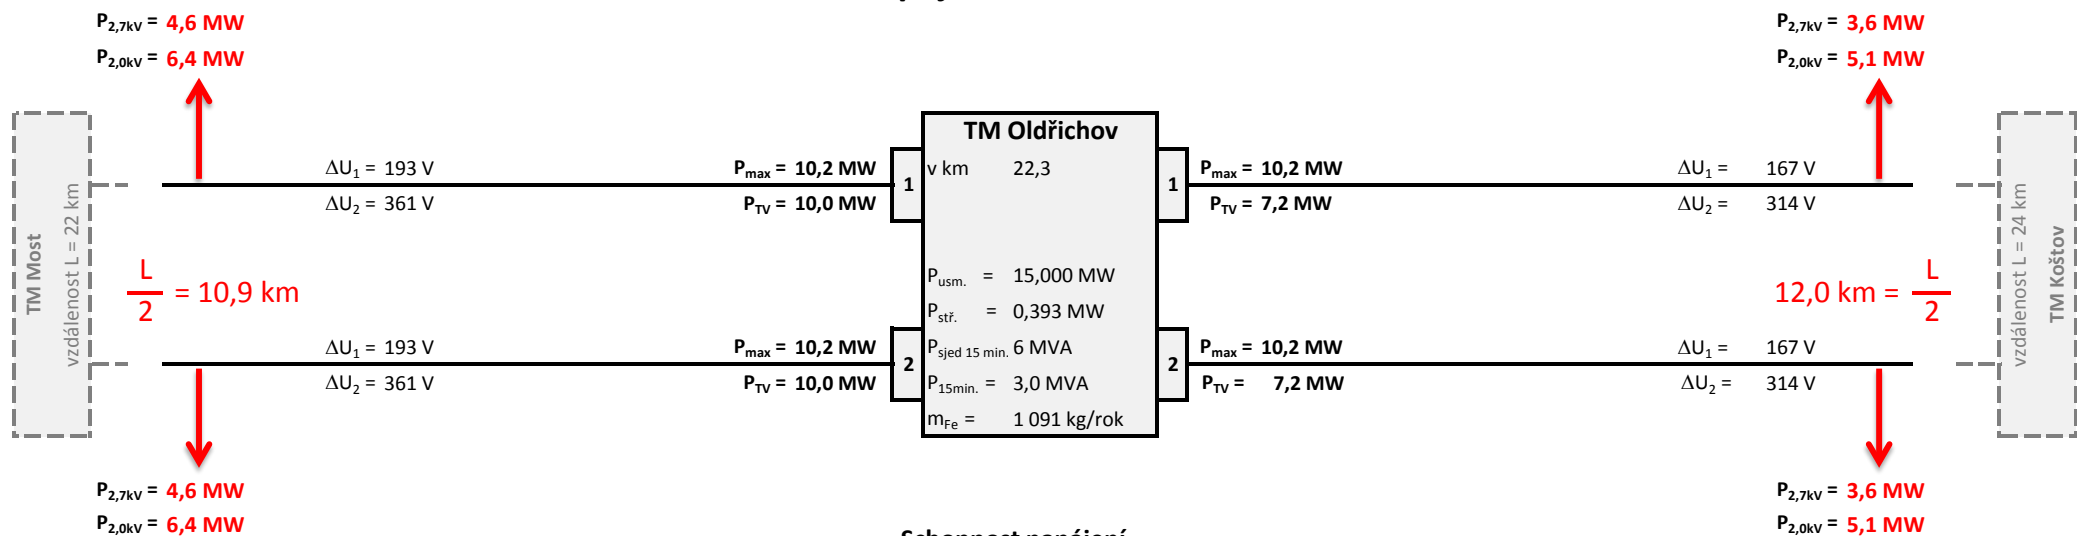 P2,7kV = 4,6 MW
P2,0kV = 6,4 MW
P2,7kV = 3,6 MW
P2,0kV = 5,1 MW
TM Oldřichov
v km 22,3
1
1
ΔU1 = 193 V
Pmax = 10,2 MW
Pmax = 10,2 MW
ΔU1 = 167 V
ΔU2 = 361 V
PTV = 10,0 MW
PTV = 7,2 MW
ΔU2 = 314 V
TM Most
vzdálenost L = 22 km
L
2
= 10,9 km
Pusm. = 15,000 MW
Pstř. = 0,393 MW
Psjed 15 min. 6 MVA
P15min. = 3,0 MVA
mFe = 1 091 kg/rok
12,0 km =
L
2
vzdálenost L = 24 km
TM Koštov
2
2
ΔU1 = 193 V
Pmax = 10,2 MW
Pmax = 10,2 MW
ΔU1 = 167 V
ΔU2 = 361 V
PTV = 10,0 MW
PTV = 7,2 MW
ΔU2 = 314 V
P2,7kV = 4,6 MW
P2,0kV = 6,4 MW
P2,7kV = 3,6 MW
P2,0kV = 5,1 MW
Schopnost napájení